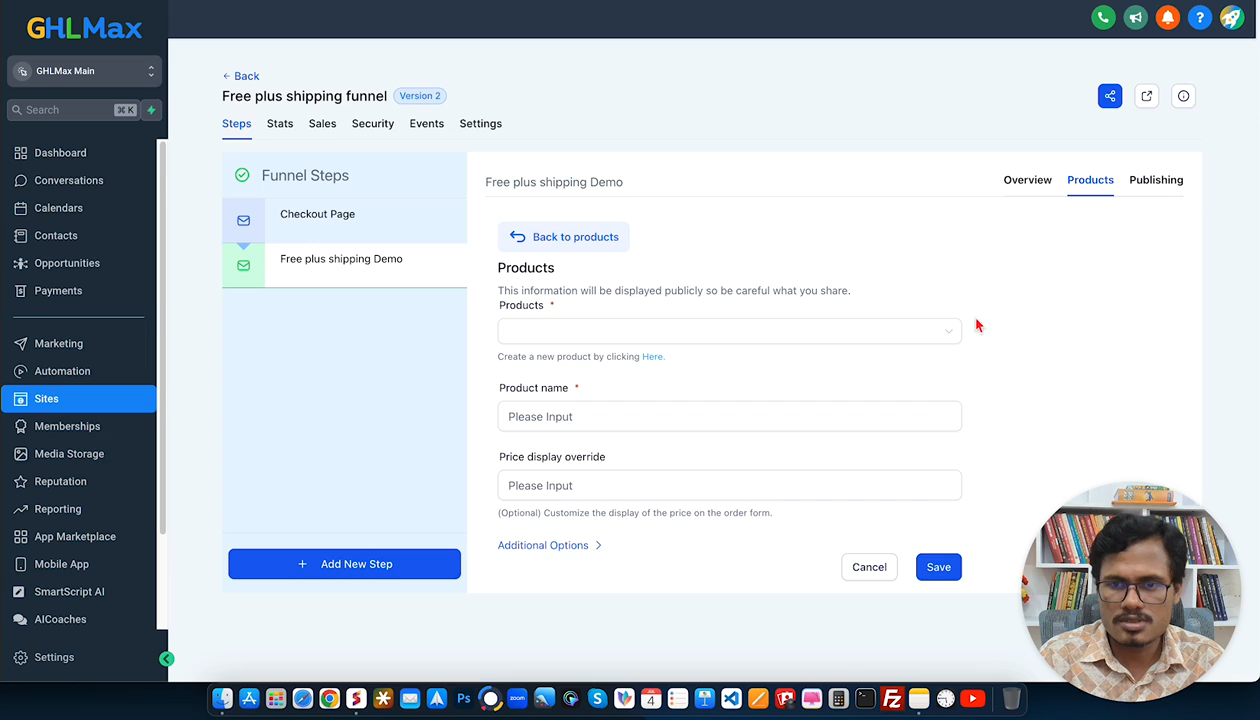 GHLMax
GHLMax Main
Search ⌘ K
Dashboard
Conversations
Calendars
Contacts
Opportunities
Payments
Marketing
Automation
Sites
Memberships
Media Storage
Reputation
Reporting
App Marketplace
Mobile App
SmartScript AI
AICoaches
Settings
← Back
Free plus shipping funnel Version 2
Steps Stats Sales Security Events Settings
Funnel Steps
Checkout Page
Free plus shipping Demo
+ Add New Step
Free plus shipping Demo
Overview Products Publishing
Back to products
Products
This information will be displayed publicly so be careful what you share.
Products *
Create a new product by clicking Here.
Product name *
Please Input
Price display override
Please Input
(Optional) Customize the display of the price on the order form.
Additional Options >
Cancel Save
Ps zoom S 4 FZ